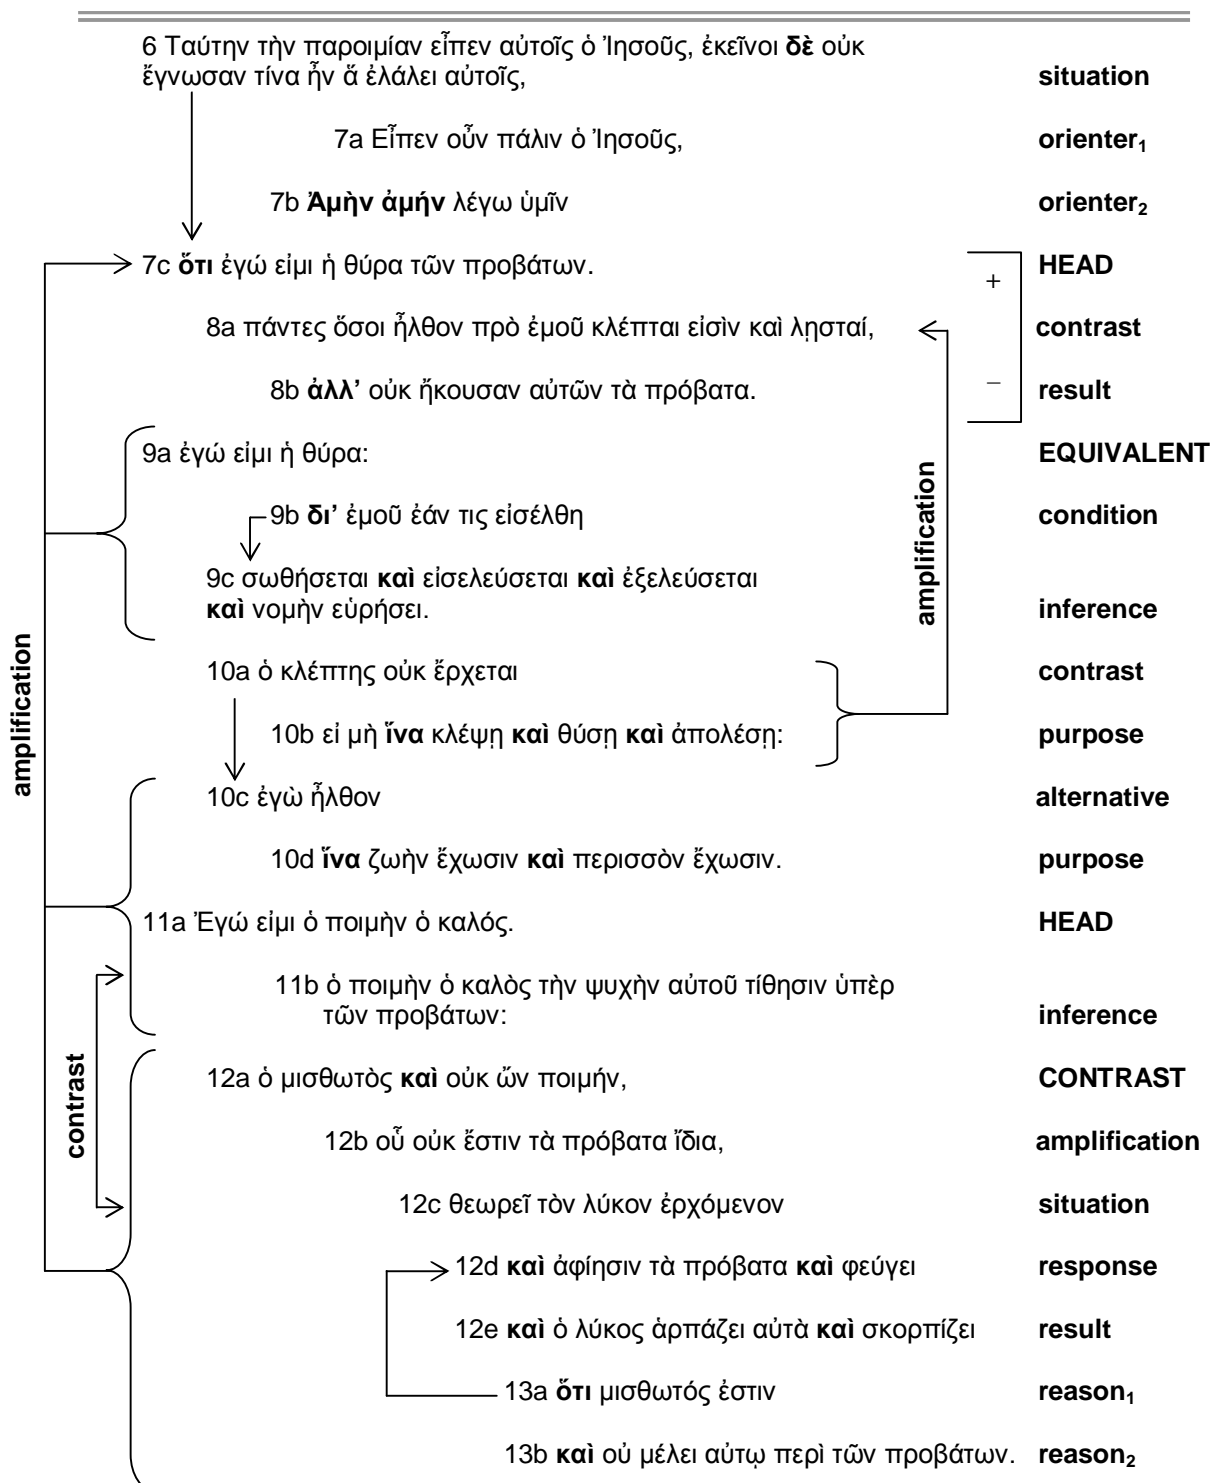 6 Ταύτην τὴν παροιμίαν εἶπεν αὐτοῖς ὁ Ἰησοῦς, ἐκεῖνοι δὲ οὐκ
ἔγνωσαν τίνα ἦν ἅ ἐλάλει αὐτοῖς, situation
7a Εἶπεν οὖν πάλιν ὁ Ἰησοῦς, orienter₁
7b Ἀμὴν ἀμήν λέγω ὑμῖν orienter₂
7c ὅτι ἐγώ εἰμι ἡ θύρα τῶν προβάτων. HEAD
+
8a πάντες ὅσοι ἦλθον πρὸ ἐμοῦ κλέπται εἰσὶν καὶ λῃσταί, contrast
8b ἀλλ’ οὐκ ἤκουσαν αὐτῶν τὰ πρόβατα. – result
9a ἐγώ εἰμι ἡ θύρα: EQUIVALENT
9b δι’ ἐμοῦ ἐάν τις εἰσέλθη condition
9c σωθήσεται καὶ εἰσελεύσεται καὶ ἐξελεύσεται
καὶ νομὴν εὑρήσει. inference
amplification
10a ὁ κλέπτης οὐκ ἔρχεται contrast
10b εἰ μὴ ἵνα κλέψῃ καὶ θύσῃ καὶ ἀπολέσῃ: purpose
amplification
10c ἐγὼ ἦλθον alternative
10d ἵνα ζωὴν ἔχωσιν καὶ περισσὸν ἔχωσιν. purpose
11a Ἐγώ εἰμι ὁ ποιμὴν ὁ καλός. HEAD
11b ὁ ποιμὴν ὁ καλὸς τὴν ψυχὴν αὐτοῦ τίθησιν ὑπὲρ
τῶν προβάτων: inference
contrast
12a ὁ μισθωτὸς καὶ οὐκ ὤν ποιμήν, CONTRAST
12b οὗ οὐκ ἔστιν τὰ πρόβατα ἴδια, amplification
12c θεωρεῖ τὸν λύκον ἐρχόμενον situation
12d καὶ ἀφίησιν τὰ πρόβατα καὶ φεύγει response
12e καὶ ὁ λύκος ἁρπάζει αὐτὰ καὶ σκορπίζει result
13a ὅτι μισθωτός ἐστιν reason₁
13b καὶ οὐ μέλει αὐτῳ περὶ τῶν προβάτων. reason₂